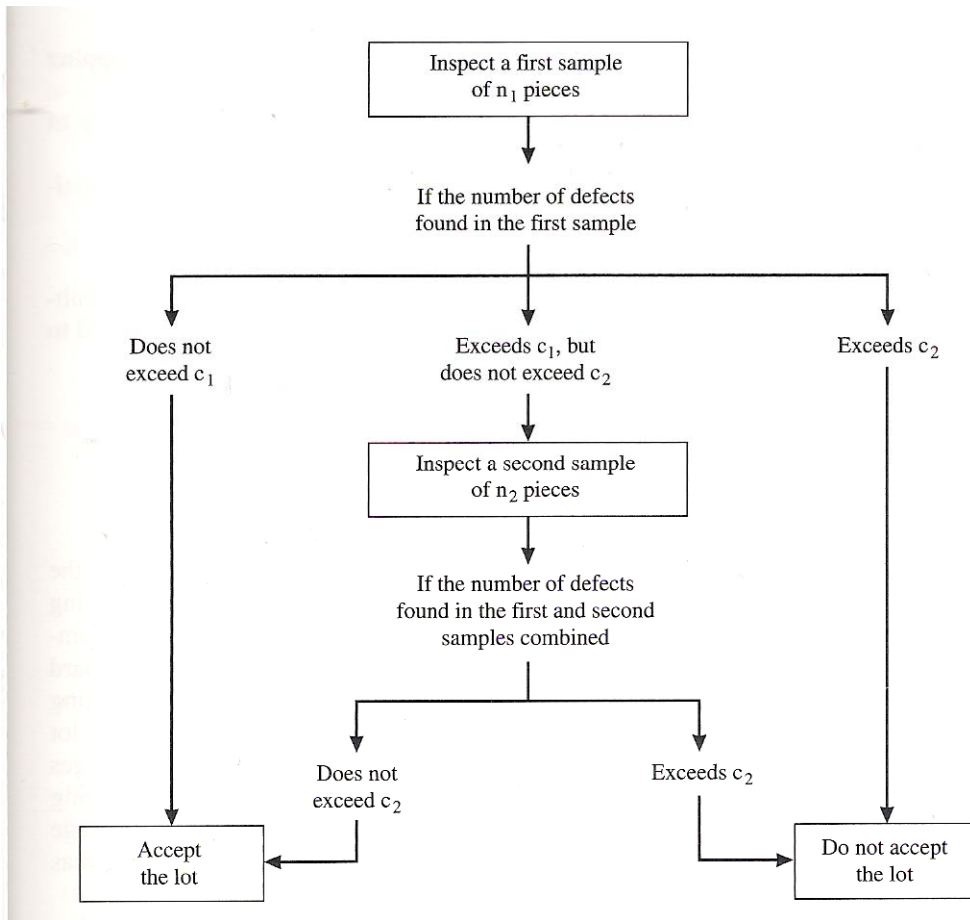 Inspect a first sample
of n₁ pieces
If the number of defects
found in the first sample
Does not
exceed c₁
Exceeds c₁, but
does not exceed c₂
Exceeds c₂
Inspect a second sample
of n₂ pieces
If the number of defects
found in the first and second
samples combined
Does not
exceed c₂
Exceeds c₂
Accept
the lot
Do not accept
the lot